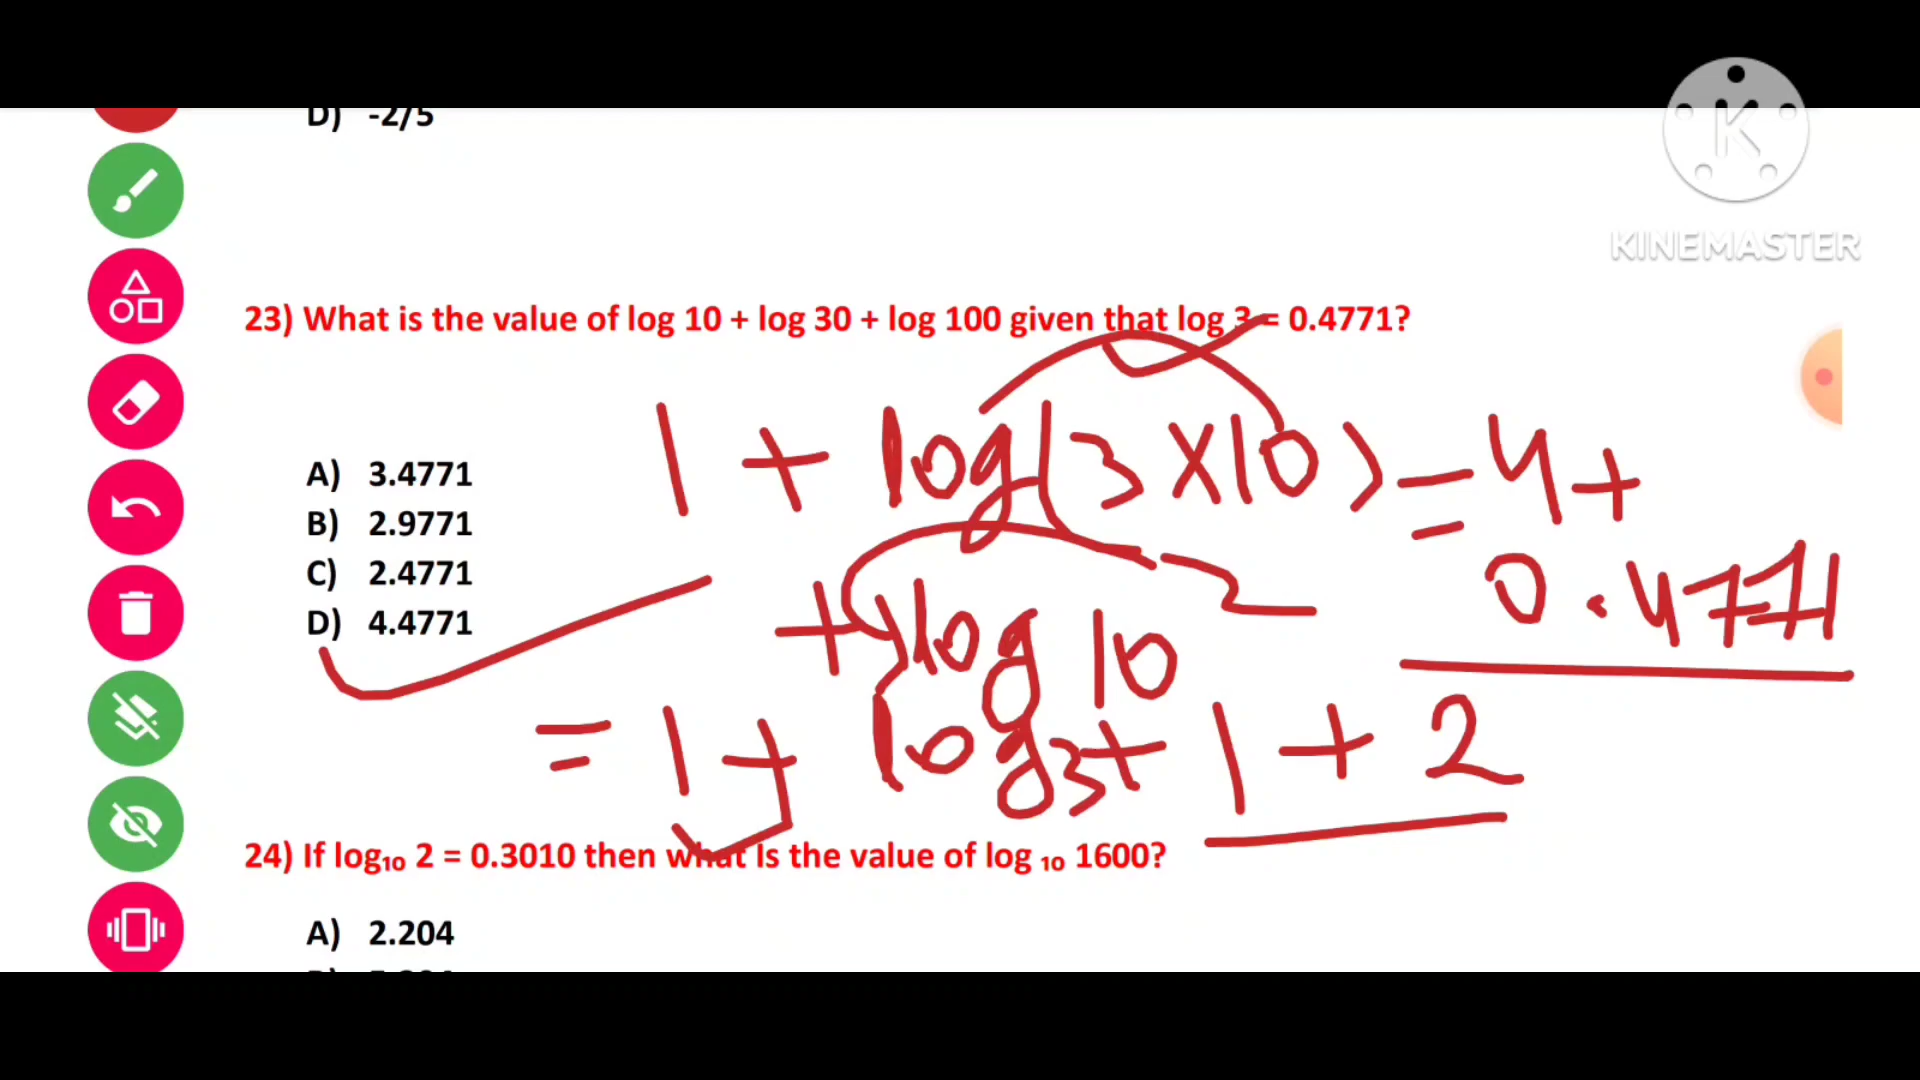 D) -2/5
K
KINEMASTER
23) What is the value of log 10 + log 30 + log 100 given that log 3 = 0.4771?
A) 3.4771
B) 2.9771
C) 2.4771
D) 4.4771
1 + log(3×10) = 4 +
0.4771
+ log 10 2
= 1 + log3 + 1 + 2
24) If log₁₀ 2 = 0.3010 then what Is the value of log ₁₀ 1600?
A) 2.204